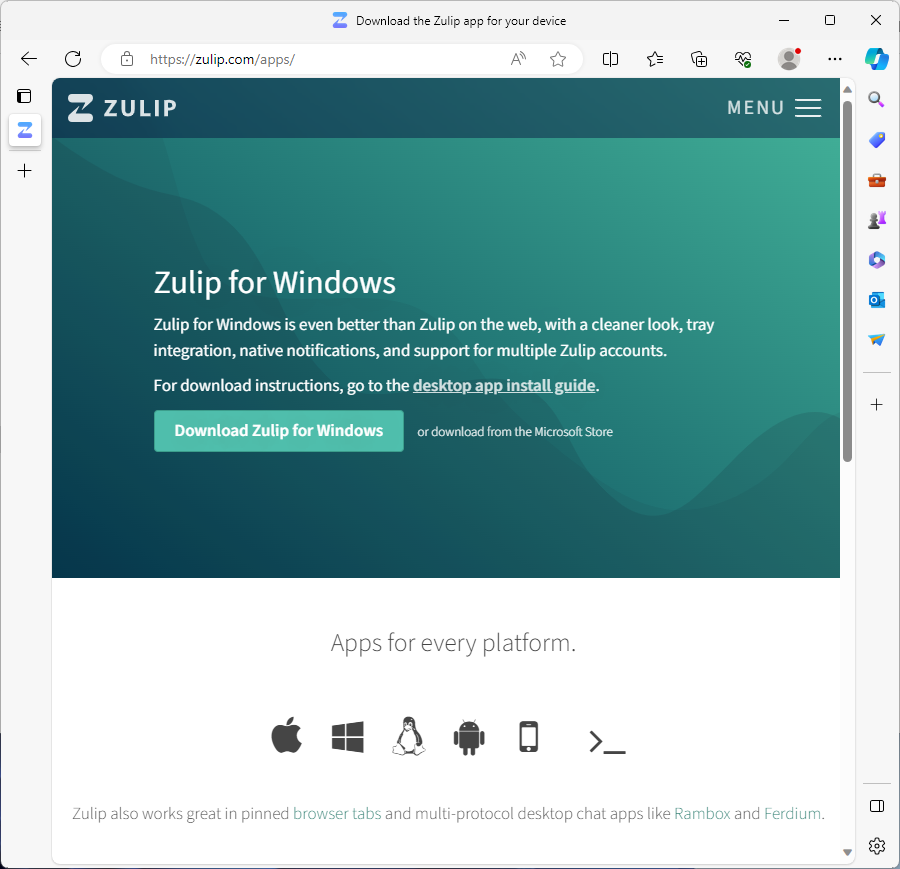 Download the Zulip app for your device
https://zulip.com/apps/
ZULIP
MENU
Zulip for Windows
Zulip for Windows is even better than Zulip on the web, with a cleaner look, tray
integration, native notifications, and support for multiple Zulip accounts.
For download instructions, go to the desktop app install guide.
Download Zulip for Windows
or download from the Microsoft Store
Apps for every platform.
Zulip also works great in pinned browser tabs and multi-protocol desktop chat apps like Rambox and Ferdium.